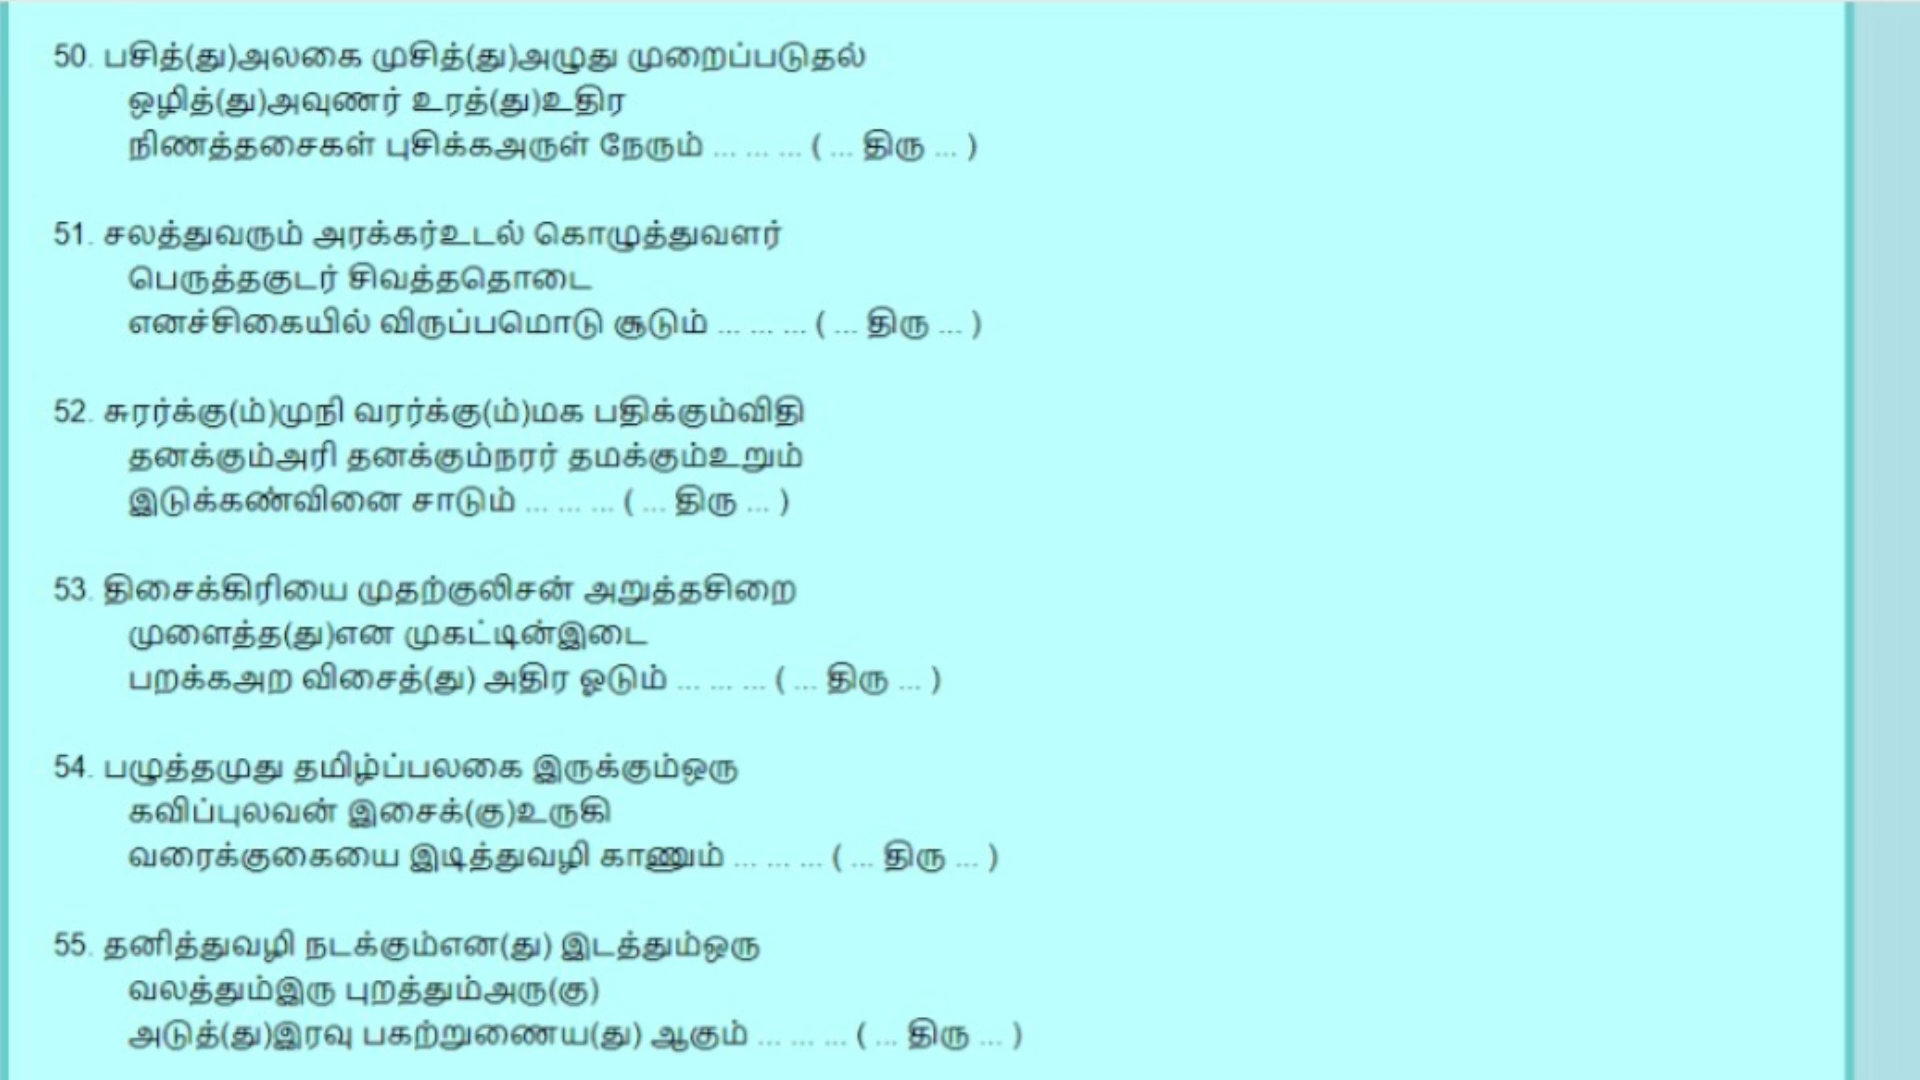 50. பசித்(து)அலகை முசித்(து)அழுது முறைப்படுதல்
ஒழித்(து)அவுணர் உரத்(து)உதிர
நிணத்தசைகள் புசிக்கஅருள் நேரும் ... ... ... ( ... திரு ... )
51. சலத்துவரும் அரக்கர்உடல் கொழுத்துவளர்
பெருத்தகுடர் சிவத்ததொடை
எனச்சிகையில் விருப்பமொடு சூடும் ... ... ... ( ... திரு ... )
52. சுரர்க்கு(ம்)முநி வரர்க்கு(ம்)மக பதிக்கும்விதி
தனக்கும்அரி தனக்கும்நரர் தமக்கும்உறும்
இடுக்கண்வினை சாடும் ... ... ... ( ... திரு ... )
53. திசைக்கிரியை முதற்குலிசன் அறுத்தசிறை
முளைத்த(து)என முகட்டின்இடை
பறக்கஅற விசைத்(து) அதிர ஓடும் ... ... ... ( ... திரு ... )
54. பழுத்தமுது தமிழ்ப்பலகை இருக்கும்ஒரு
கவிப்புலவன் இசைக்(கு)உருகி
வரைக்குகையை இடித்துவழி காணும் ... ... ... ( ... திரு ... )
55. தனித்துவழி நடக்கும்என(து) இடத்தும்ஒரு
வலத்தும்இரு புறத்தும்அரு(கு)
அடுத்(து)இரவு பகற்றுணைய(து) ஆகும் ... ... ... ( ... திரு ... )